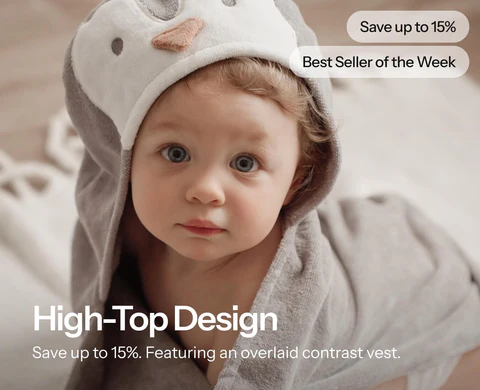 Save up to 15%
Best Seller of the Week
High-Top Design
Save up to 15%. Featuring an overlaid contrast vest.